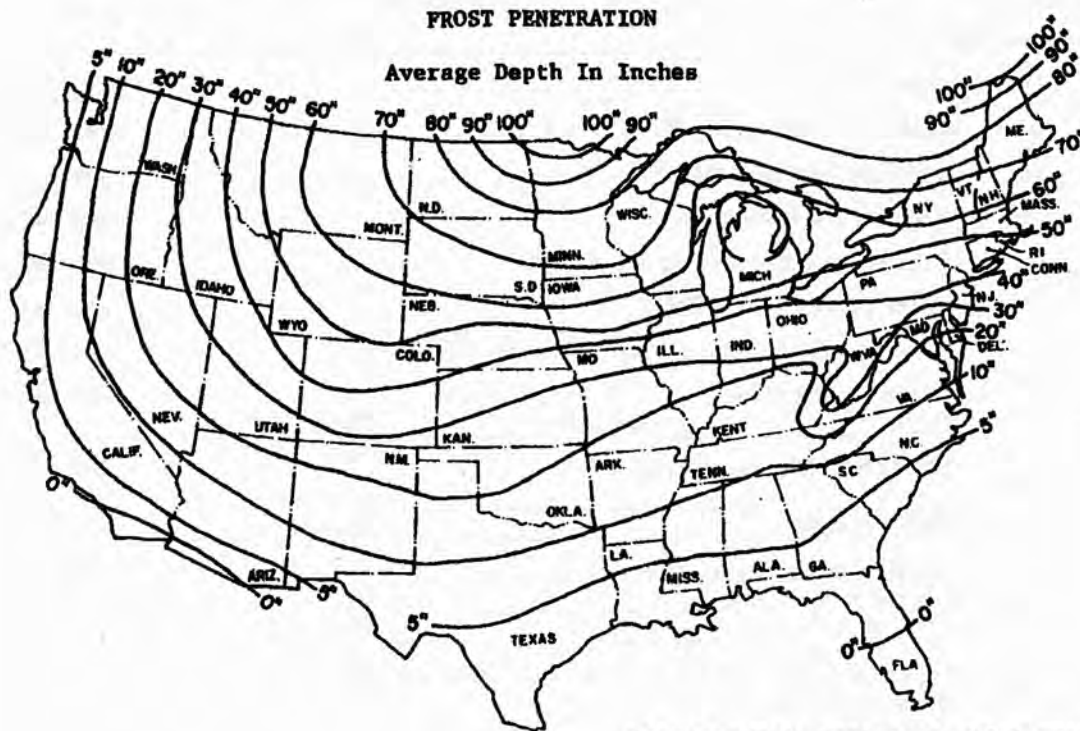 FROST PENETRATION
Average Depth In Inches
5" 10" 20" 30" 40" 50" 60" 70" 80" 90" 100" 100" 90"
100" 100"
90" 90"
80"
ME.
70"
WASH.
N.D.
WISC.
NY
VT.
N.H.
60"
MASS.
MONT.
50"
MINN.
RI
CONN.
ORE.
IDAHO
S.D
IOWA
MICH
PA
40"
NEB.
N.J.
30"
WYO
OHIO
MD
20"
COLO.
MO
ILL.
IND.
W.VA
DEL.
10"
NEV.
UTAH
KAN.
KENT
VA.
5"
CALIF.
N.M.
ARK.
TENN.
N.C.
S C
0"
OKLA.
LA.
ARIZ.
0"
5"
MISS.
ALA.
GA.
5"
TEXAS
0"
0"
FLA